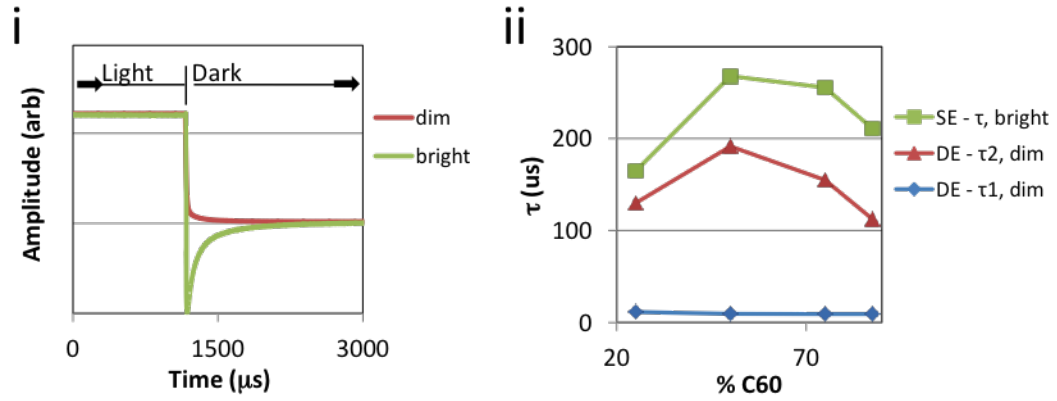 i
Amplitude (arb)
Light
Dark
dim
bright
0
1500
3000
Time (μs)
ii
τ (us)
300
200
100
0
20
70
% C60
SE - τ, bright
DE - τ2, dim
DE - τ1, dim